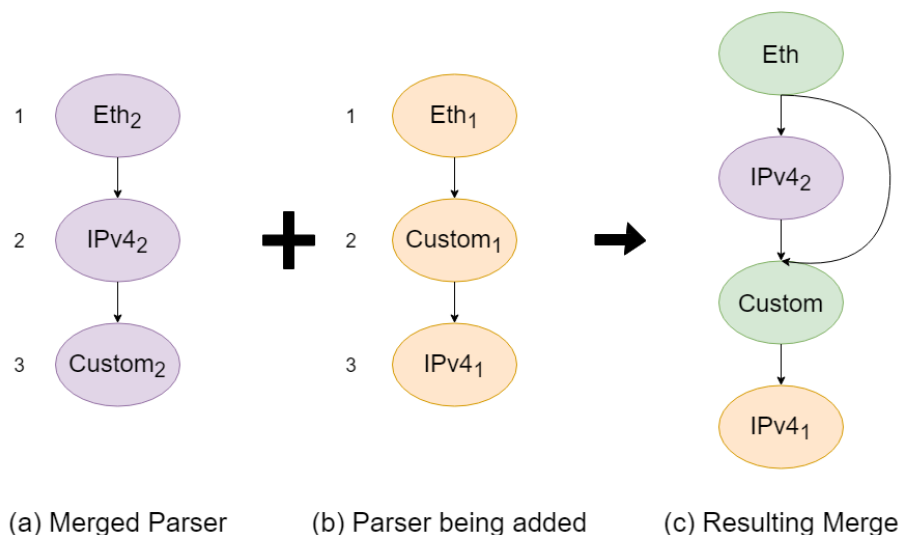 1
Eth2
2
IPv42
3
Custom2
1
Eth1
2
Custom1
3
IPv41
Eth
IPv42
Custom
IPv41
(a) Merged Parser
(b) Parser being added
(c) Resulting Merge